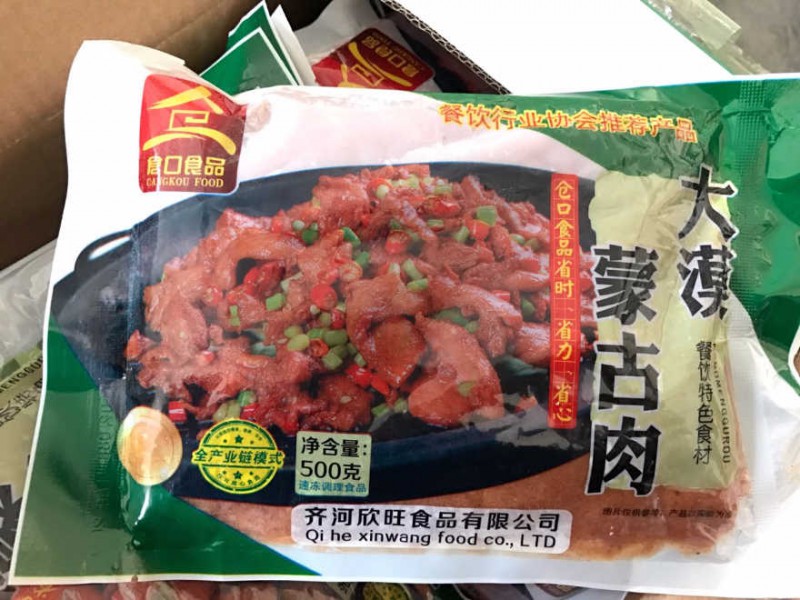 仓口食品
CANGKOU FOOD
餐饮行业协会推荐产品
大漠
蒙古肉
餐饮特色食材
仓口食品省时、省力、省心
全产业链模式
净含量:
500克
速冻调理食品
齐河欣旺食品有限公司
Qi he xinwang food co., LTD